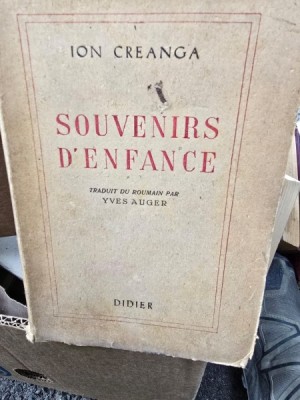 ION CREANGA
SOUVENIRS
D'ENFANCE
TRADUIT DU ROUMAIN PAR
YVES AUGER
DIDIER